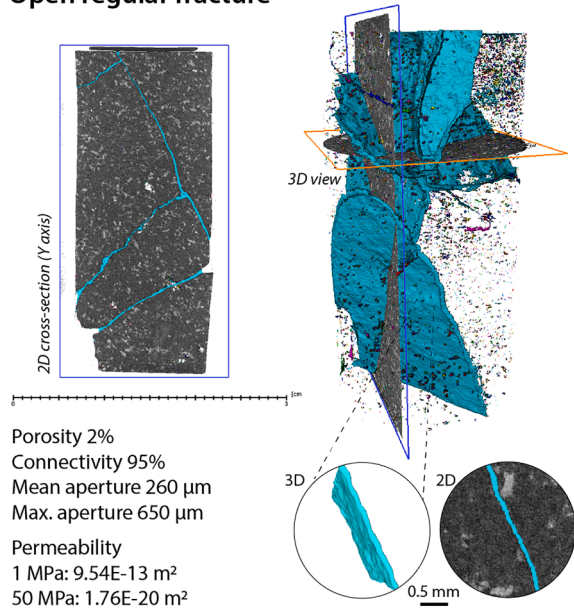 Open regular fracture
2D cross-section (Y axis)
3D view
0
3
cm
Porosity 2%
Connectivity 95%
Mean aperture 260 µm
Max. aperture 650 µm
Permeability
1 MPa: 9.54E-13 m²
50 MPa: 1.76E-20 m²
3D
2D
0.5 mm